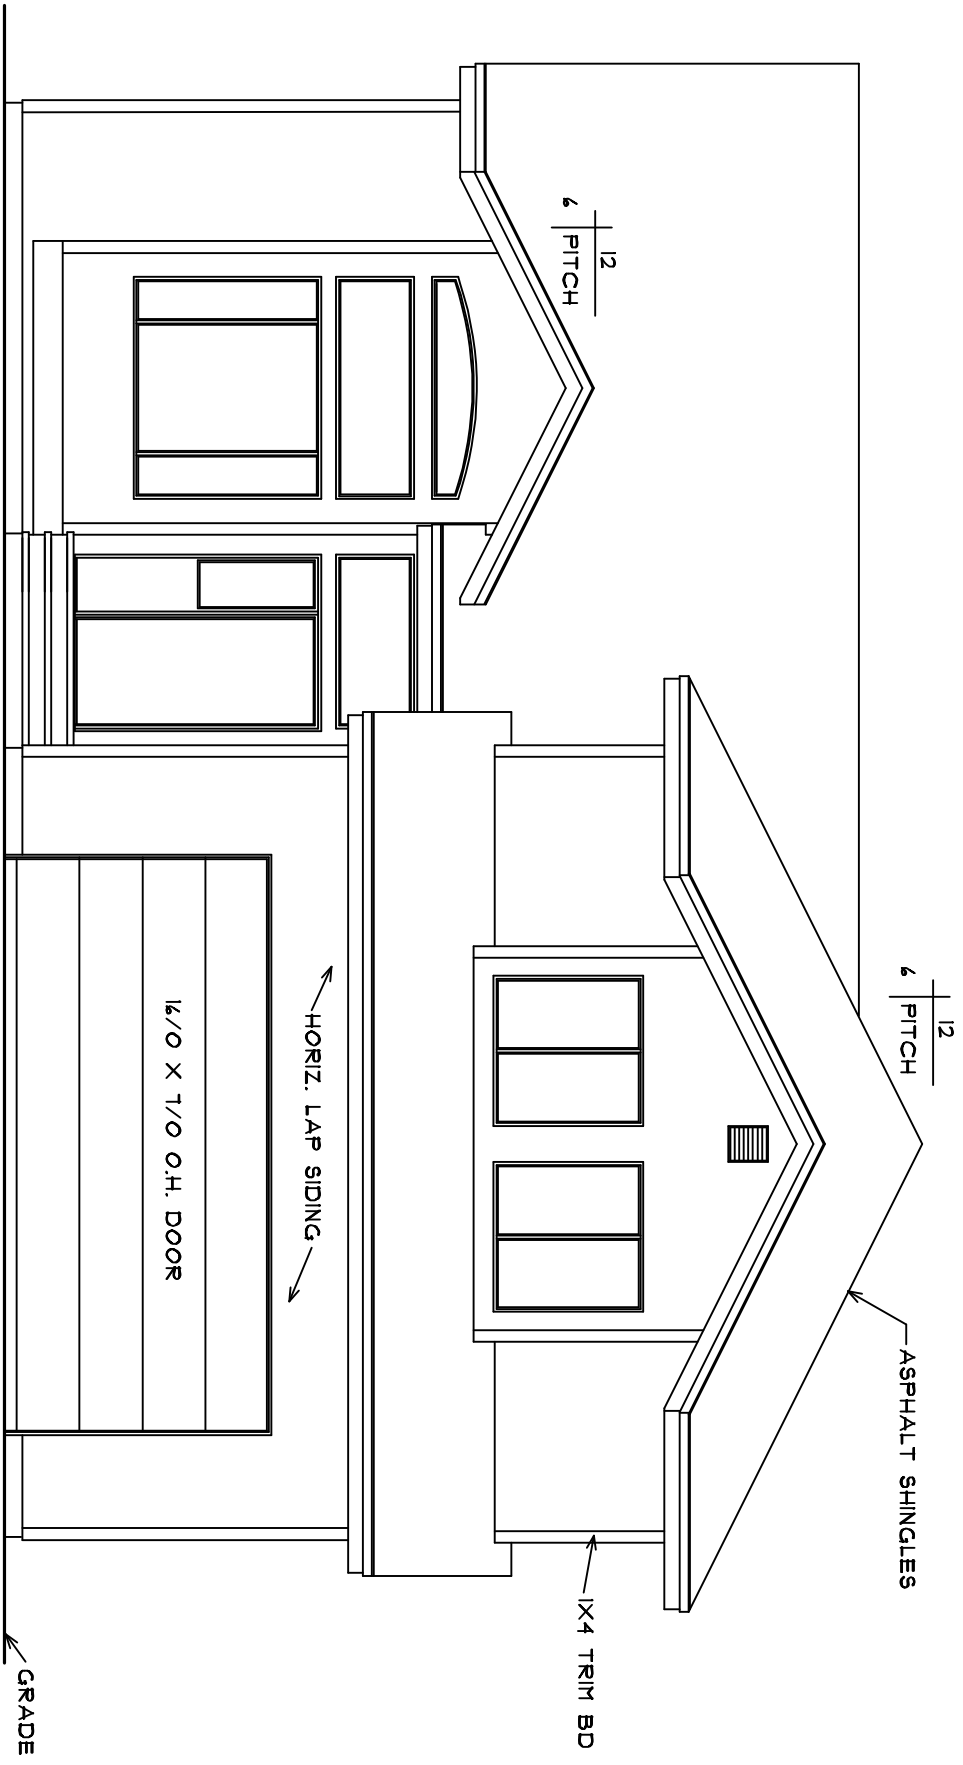 12
6 PITCH
ASPHALT SHINGLES
12
6 PITCH
1X4 TRIM BD
HORIZ. LAP SIDING
16/0 X 7/0 O.H. DOOR
GRADE